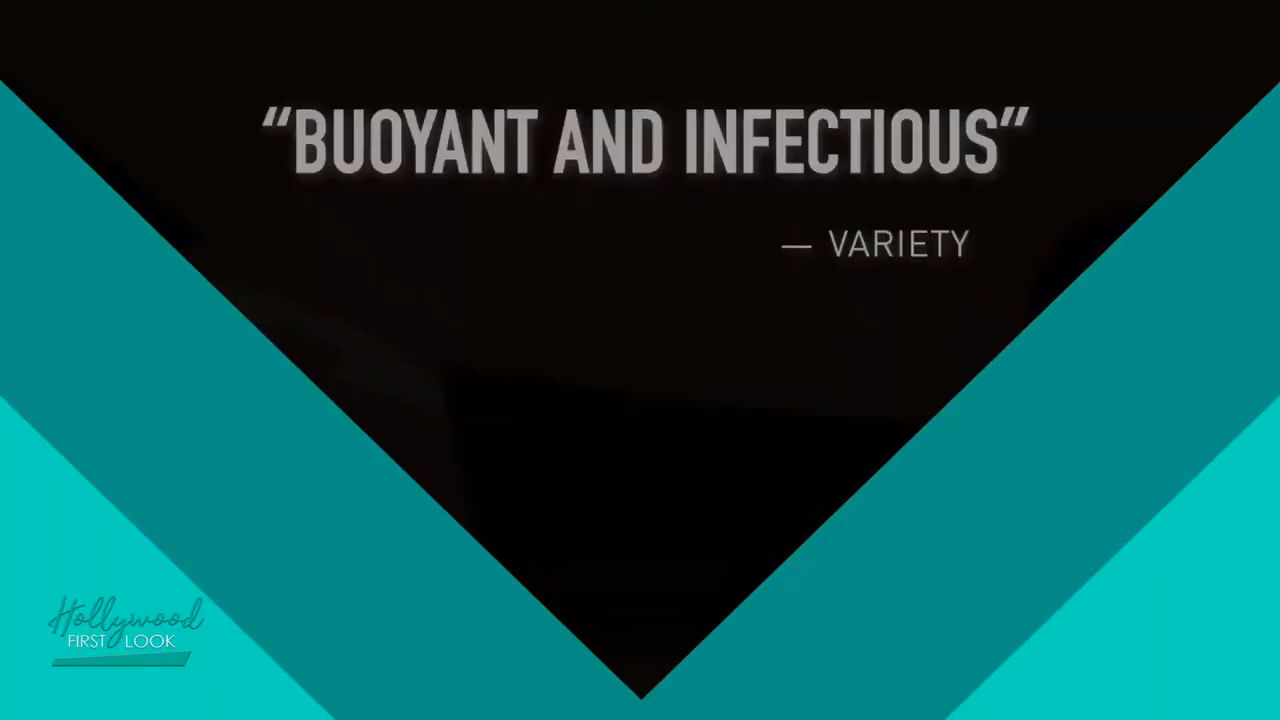 “BUOYANT AND INFECTIOUS”
— VARIETY
Hollywood
FIRST LOOK